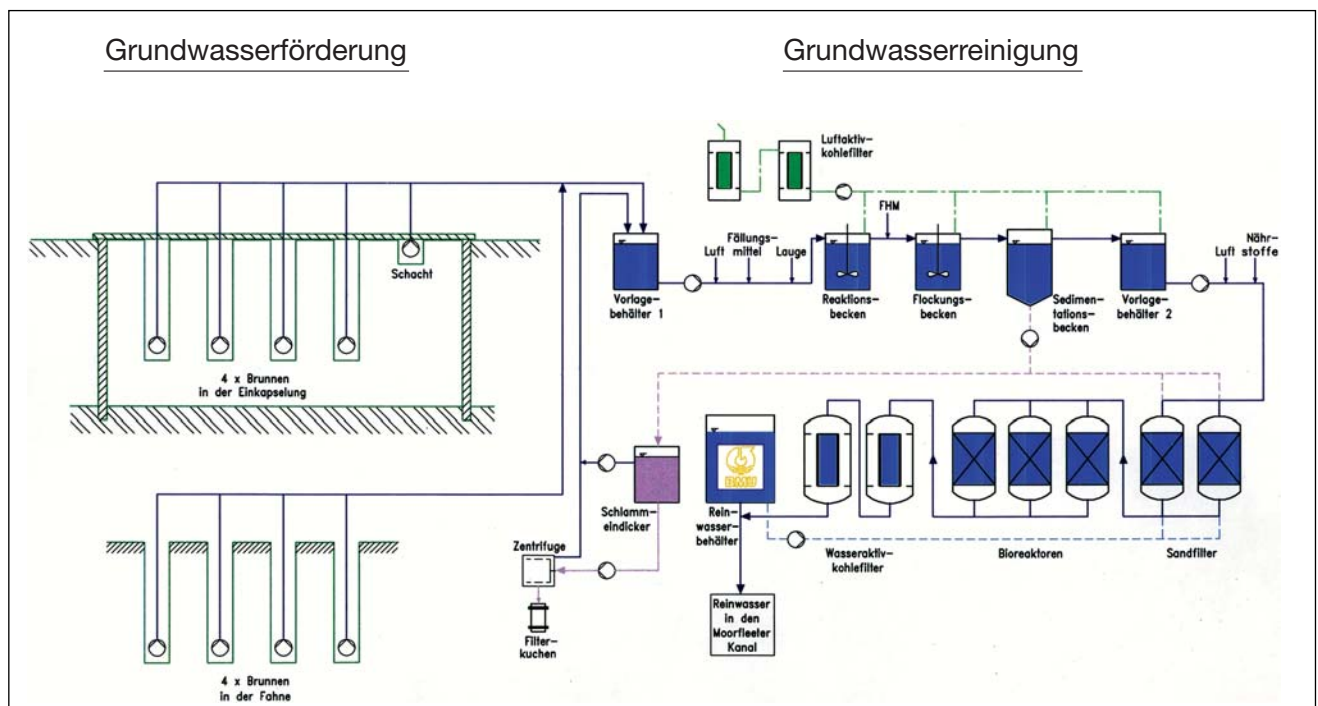 Grundwasserförderung
Grundwasserreinigung
Luftaktiv-
kohlefilter
FHM
Fällungs-
Luft mittel
Lauge
Nähr-
Luft stoffe
Schacht
Vorlage-
behälter 1
Reaktions-
becken
Flockungs-
becken
Sedimen-
tations-
becken
Vorlage-
behälter 2
4 x Brunnen
in der Einkapselung
BMU
Schlamm-
eindicker
Rein-
wasser-
behälter
Wasseraktiv-
kohlefilter
Bioreaktoren
Sandfilter
Zentrifuge
Filter-
kuchen
Reinwasser
in den
Moorfleeter
Kanal
4 x Brunnen
in der Fahne